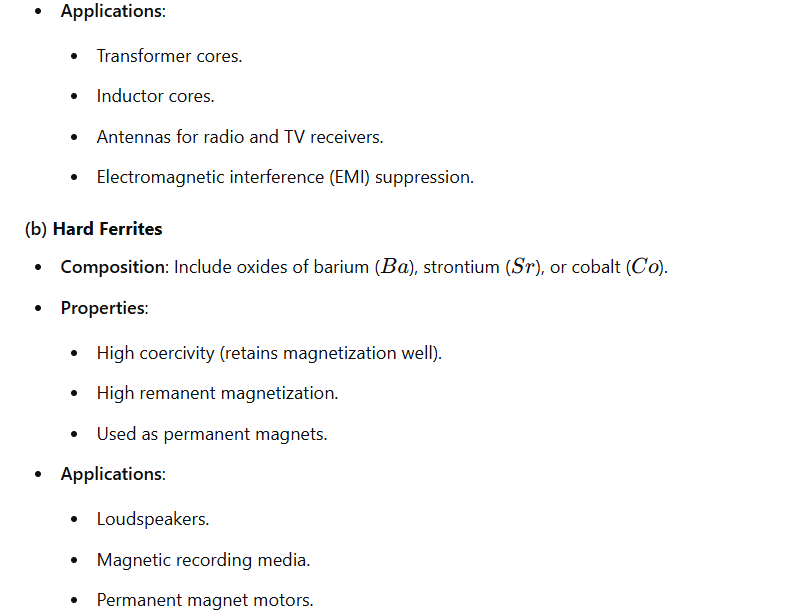 • Applications:
• Transformer cores.
• Inductor cores.
• Antennas for radio and TV receivers.
• Electromagnetic interference (EMI) suppression.
(b) Hard Ferrites
• Composition: Include oxides of barium (Ba), strontium (Sr), or cobalt (Co).
• Properties:
• High coercivity (retains magnetization well).
• High remanent magnetization.
• Used as permanent magnets.
• Applications:
• Loudspeakers.
• Magnetic recording media.
• Permanent magnet motors.